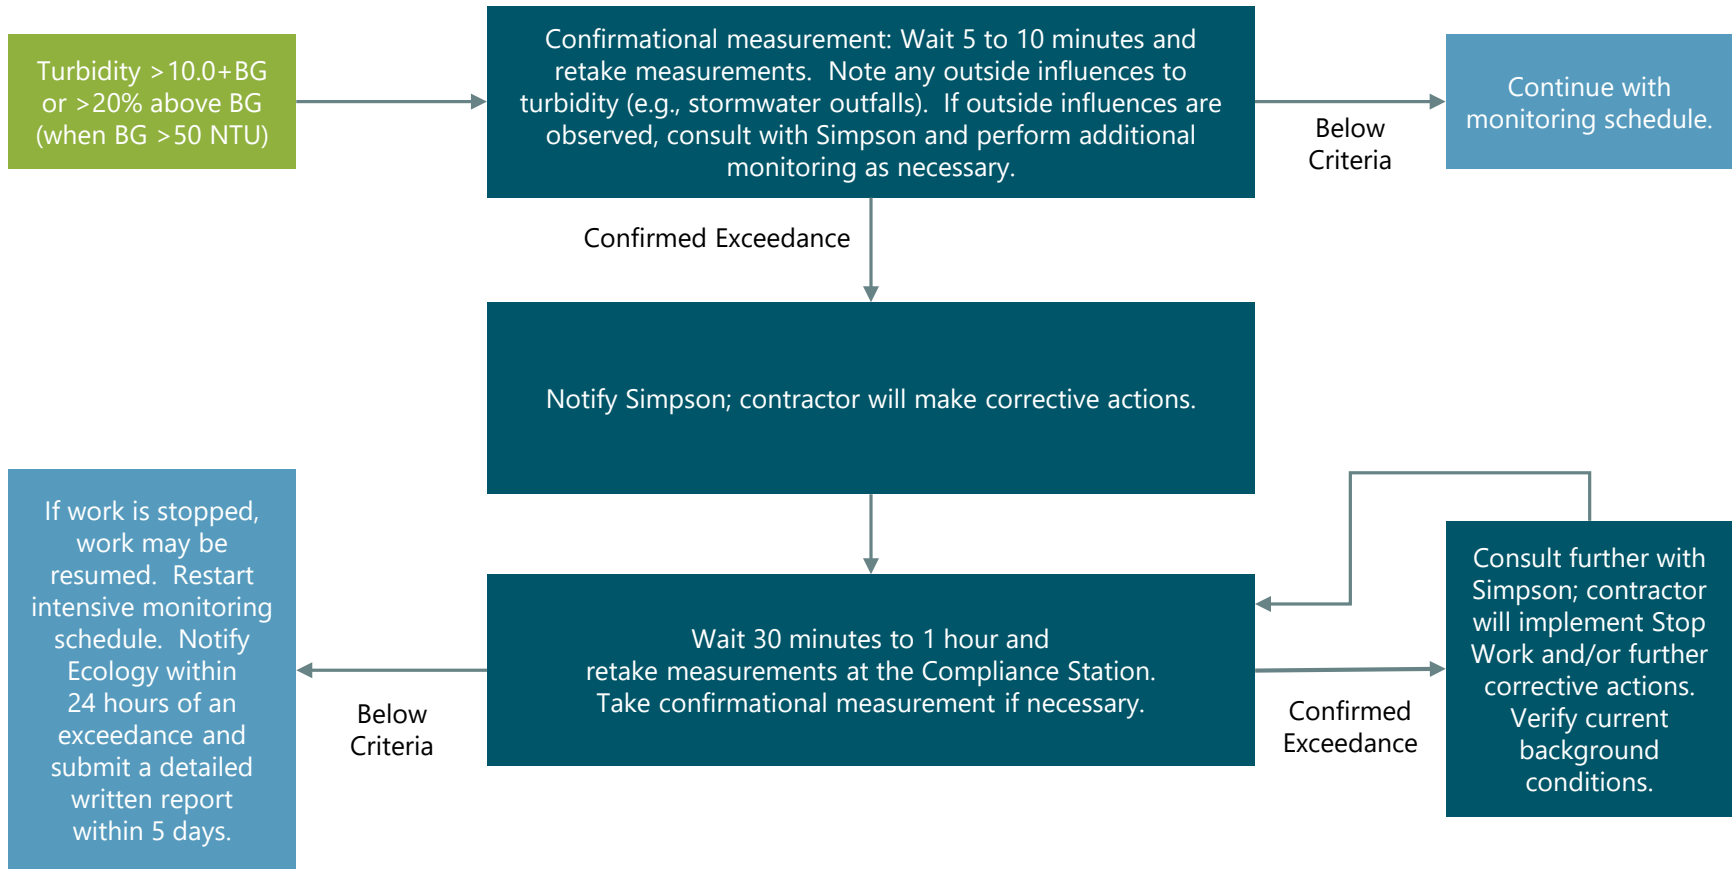 Turbidity >10.0+BG
or >20% above BG
(when BG >50 NTU)
Confirmational measurement: Wait 5 to 10 minutes and
retake measurements.  Note any outside influences to
turbidity (e.g., stormwater outfalls).  If outside influences are
observed, consult with Simpson and perform additional
monitoring as necessary.
Below
Criteria
Continue with
monitoring schedule.
Confirmed Exceedance
Notify Simpson; contractor will make corrective actions.
If work is stopped,
work may be
resumed.  Restart
intensive monitoring
schedule.  Notify
Ecology within
24 hours of an
exceedance and
submit a detailed
written report
within 5 days.
Below
Criteria
Wait 30 minutes to 1 hour and
retake measurements at the Compliance Station.
Take confirmational measurement if necessary.
Confirmed
Exceedance
Consult further with
Simpson; contractor
will implement Stop
Work and/or further
corrective actions.
Verify current
background
conditions.